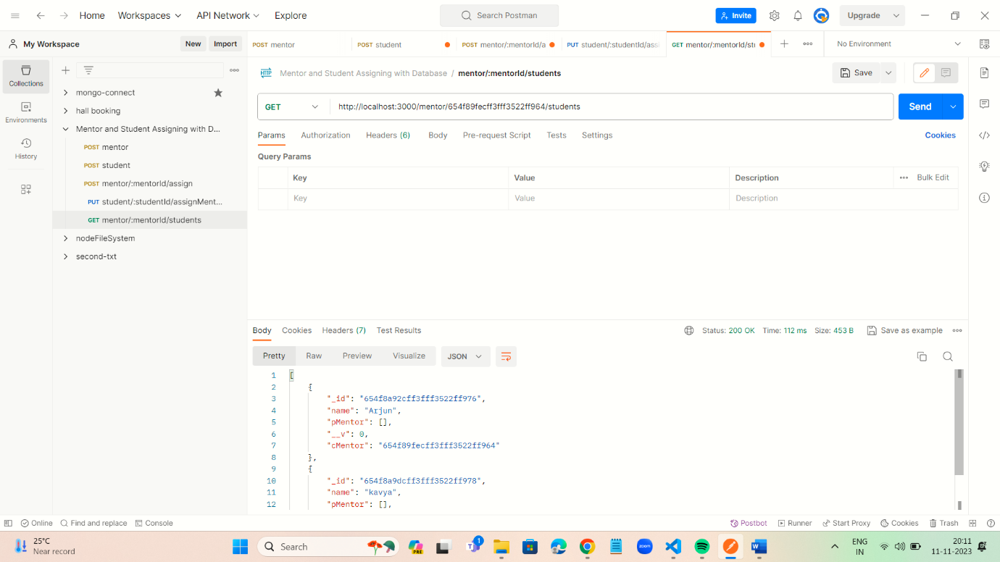 Home Workspaces API Network Explore Search Postman Invite Upgrade
My Workspace New Import POST mentor POST student POST mentor/:mentorId/a PUT student/:studentId/assi GET mentor/:mentorId/stu No Environment
Collections
Environments
History
mongo-connect
hall booking
Mentor and Student Assigning with D...
POST mentor
POST student
POST mentor/:mentorId/assign
PUT student/:studentId/assignMent...
GET mentor/:mentorId/students
nodeFileSystem
second-txt
HTTP Mentor and Student Assigning with Database / mentor/:mentorId/students Save
GET http://localhost:3000/mentor/654f89fecff3fff3522ff964/students Send
Params Authorization Headers (6) Body Pre-request Script Tests Settings Cookies
Query Params
Key Value Description Bulk Edit
Key Value Description
Body Cookies Headers (7) Test Results Status: 200 OK Time: 112 ms Size: 453 B Save as example
Pretty Raw Preview Visualize JSON
1 [
2 {
3 "_id": "654f8a92cff3fff3522ff976",
4 "name": "Arjun",
5 "pMentor": [],
6 "__v": 0,
7 "cMentor": "654f89fecff3fff3522ff964"
8 },
9 {
10 "_id": "654f8a9dcff3fff3522ff978",
11 "name": "kavya",
12 "pMentor": [],
Online Find and replace Console Postbot Runner Start Proxy Cookies Trash
25°C
Near record
Search
PRE
1
zoom
ENG
IN
20:11
11-11-2023